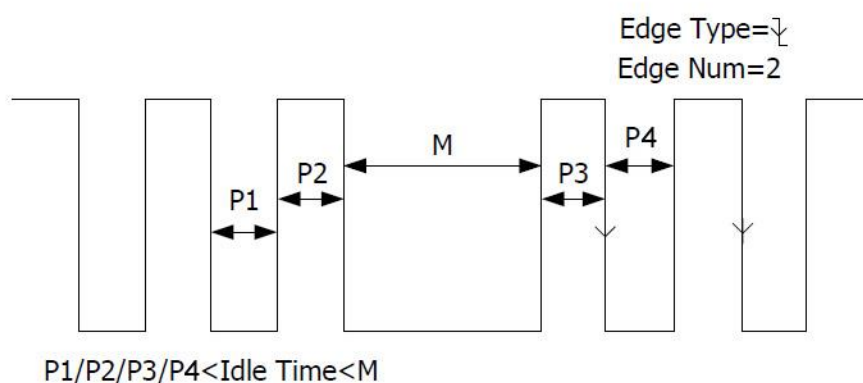 Edge Type=
Edge Num=2
M
P4
P2
P3
P1
P1/P2/P3/P4<Idle Time<M